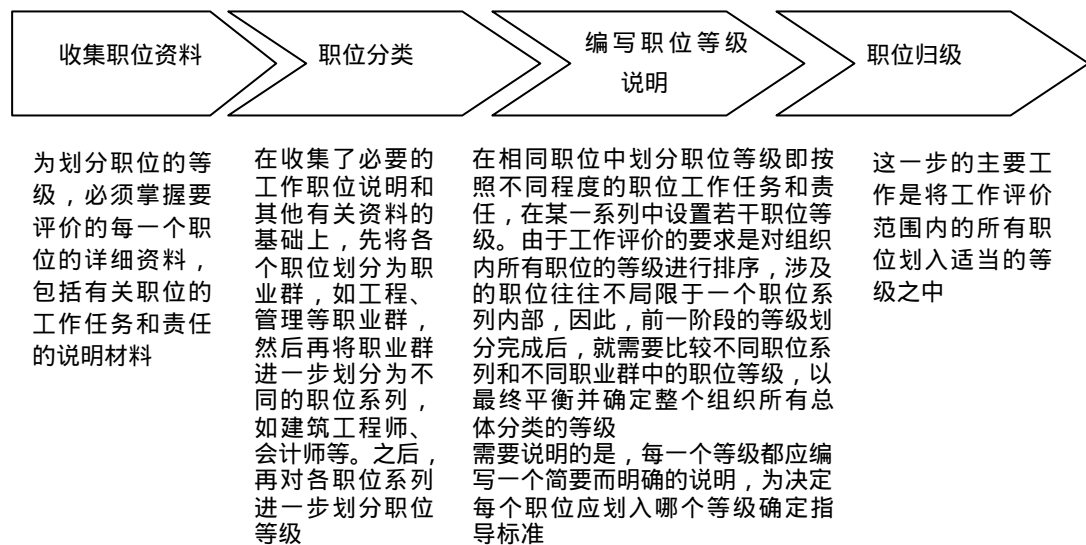 收集职位资料
职位分类
编写职位等级
说明
职位归级
为划分职位的等
级，必须掌握要
评价的每一个职
位的详细资料，
包括有关职位的
工作任务和责任
的说明材料
在收集了必要的
工作职位说明和
其他有关资料的
基础上，先将各
个职位划分为职
业群，如工程、
管理等职业群，
然后再将职业群
进一步划分为不
同的职位系列，
如建筑工程师、
会计师等。之后，
再对各职位系列
进一步划分职位
等级
在相同职位中划分职位等级即按
照不同程度的职位工作任务和责
任，在某一系列中设置若干职位等
级。由于工作评价的要求是对组织
内所有职位的等级进行排序，涉及
的职位往往不局限于一个职位系
列内部，因此，前一阶段的等级划
分完成后，就需要比较不同职位系
列和不同职业群中的职位等级，以
最终平衡并确定整个组织所有总
体分类的等级
需要说明的是，每一个等级都应编
写一个简要而明确的说明，为决定
每个职位应划入哪个等级确定指
导标准
这一步的主要工
作是将工作评价
范围内的所有职
位划入适当的等
级之中